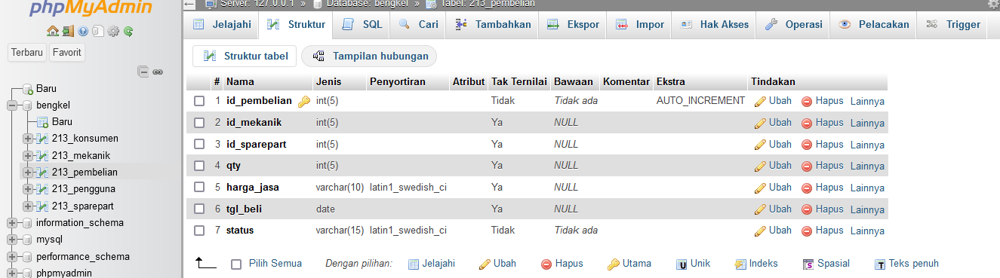 phpMyAdmin
Server: 127.0.0.1 » Database: bengkel » Tabel: 213_pembelian
Jelajahi Struktur SQL Cari Tambahkan Ekspor Impor Hak Akses Operasi Pelacakan Trigger
Terbaru Favorit
Struktur tabel Tampilan hubungan
Baru
bengkel
Baru
213_konsumen
213_mekanik
213_pembelian
213_pengguna
213_sparepart
information_schema
mysql
performance_schema
phpmyadmin
# Nama Jenis Penyortiran Atribut Tak Ternilai Bawaan Komentar Ekstra Tindakan
1 id_pembelian int(5) Tidak Tidak ada AUTO_INCREMENT Ubah Hapus Lainnya
2 id_mekanik int(5) Ya NULL Ubah Hapus Lainnya
3 id_sparepart int(5) Ya NULL Ubah Hapus Lainnya
4 qty int(5) Ya NULL Ubah Hapus Lainnya
5 harga_jasa varchar(10) latin1_swedish_ci Ya NULL Ubah Hapus Lainnya
6 tgl_beli date Ya NULL Ubah Hapus Lainnya
7 status varchar(15) latin1_swedish_ci Tidak Tidak ada Ubah Hapus Lainnya
Pilih Semua Dengan pilihan: Jelajahi Ubah Hapus Utama Unik Indeks Spasial Teks penuh